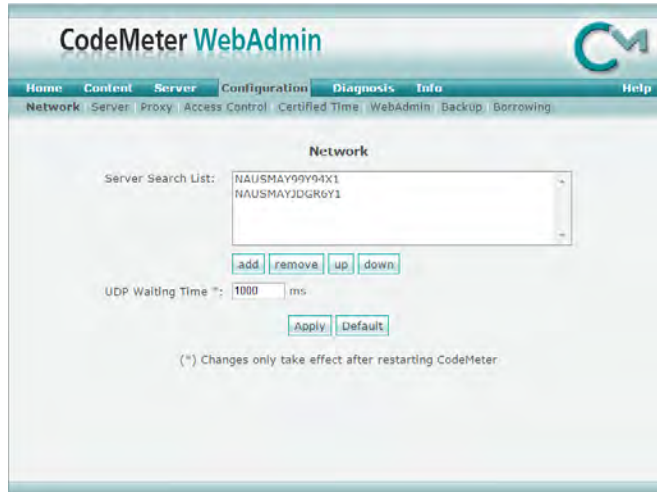 CodeMeter WebAdmin
CM
Home Content Server Configuration Diagnosis Info Help
Network Server Proxy Access Control Certified Time WebAdmin Backup Borrowing
Network
Server Search List:
NAUSMAY99Y94X1
NAUSMAYJDGR6Y1
add remove up down
UDP Waiting Time *: 1000 ms
Apply Default
(*) Changes only take effect after restarting CodeMeter